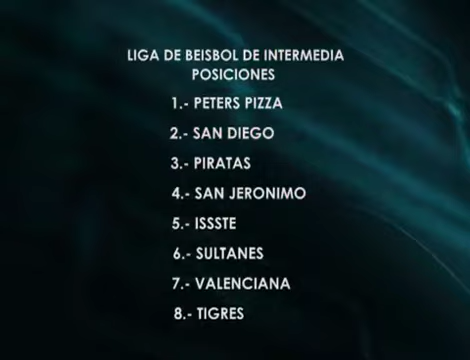 LIGA DE BEISBOL DE INTERMEDIA
POSICIONES
1.- PETERS PIZZA
2.- SAN DIEGO
3.- PIRATAS
4.- SAN JERONIMO
5.- ISSSTE
6.- SULTANES
7.- VALENCIANA
8.- TIGRES